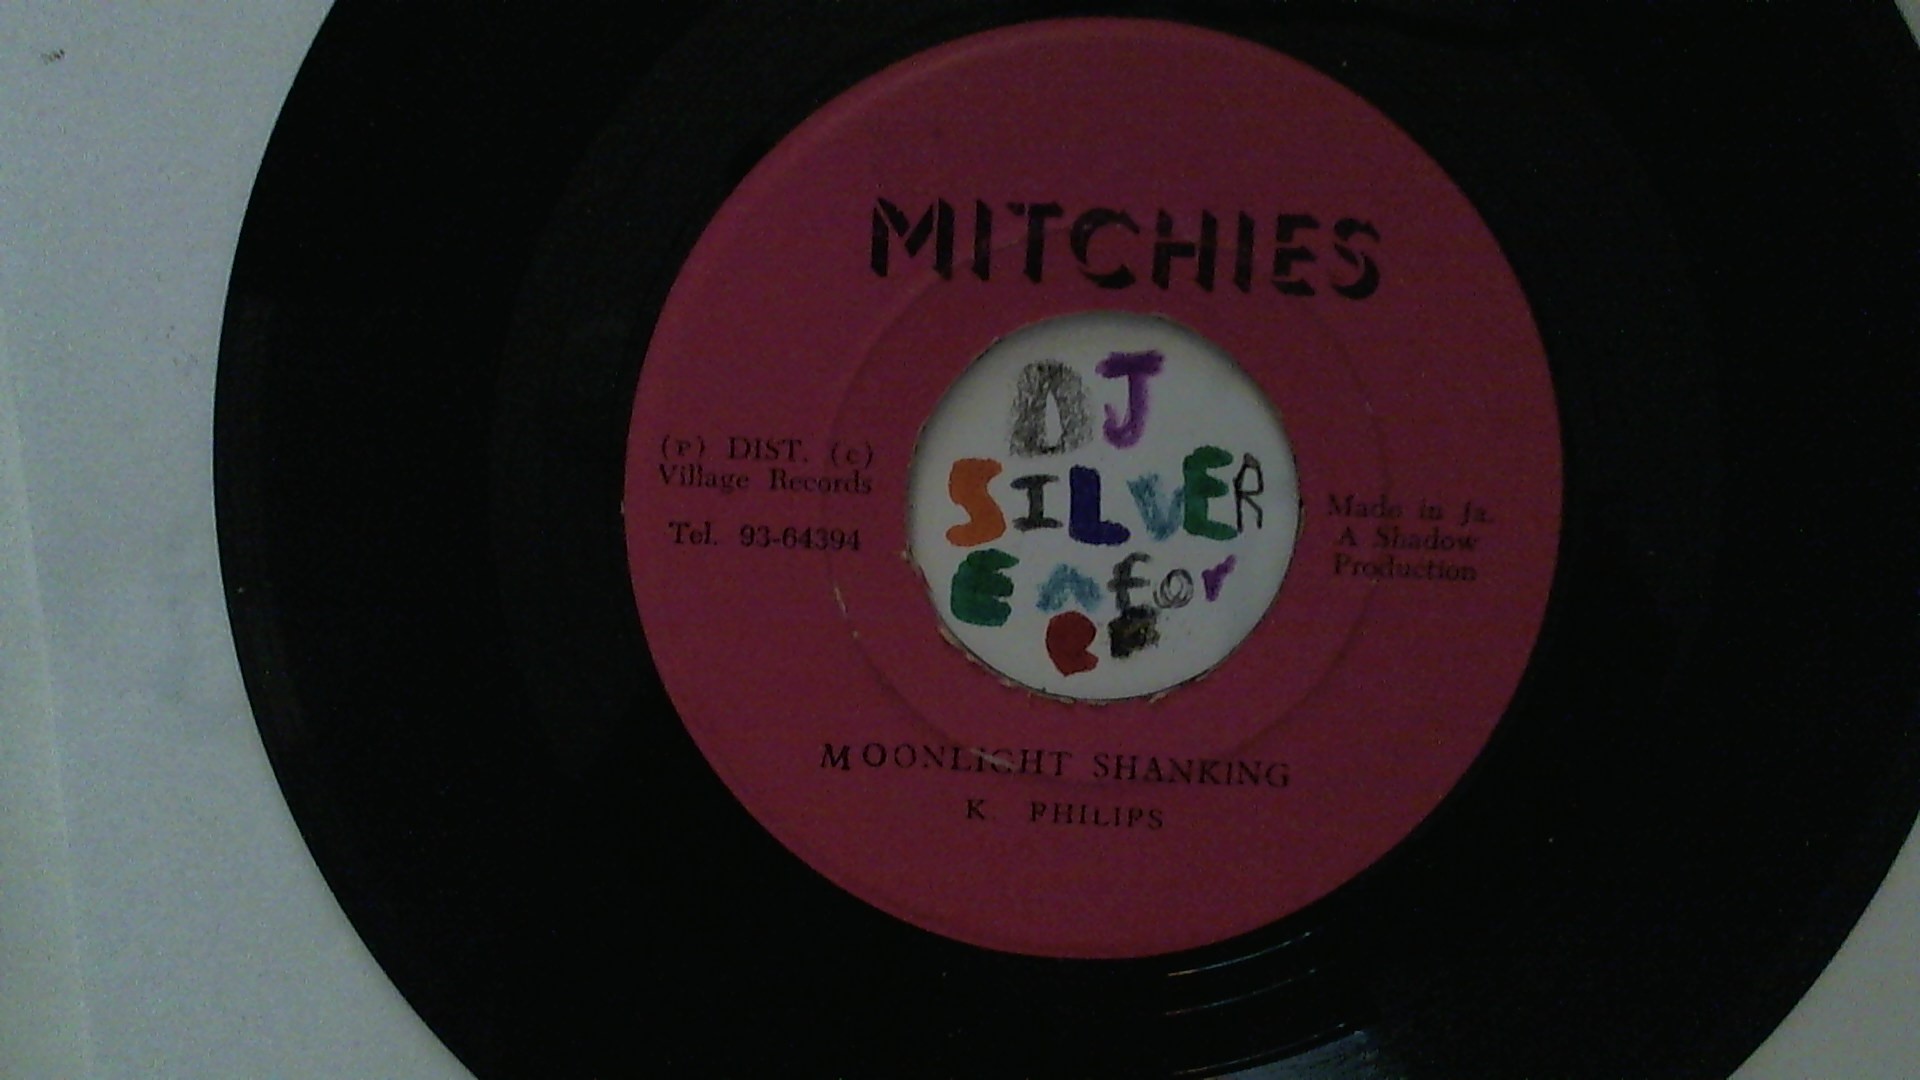 MITCHIES
DJ
SILVER
(P) DIST. (c)
Village Records
Tel. 93-64394
Made in Ja.
A Shadow
Production
MOONLIGHT SHANKING
K PHILIPS